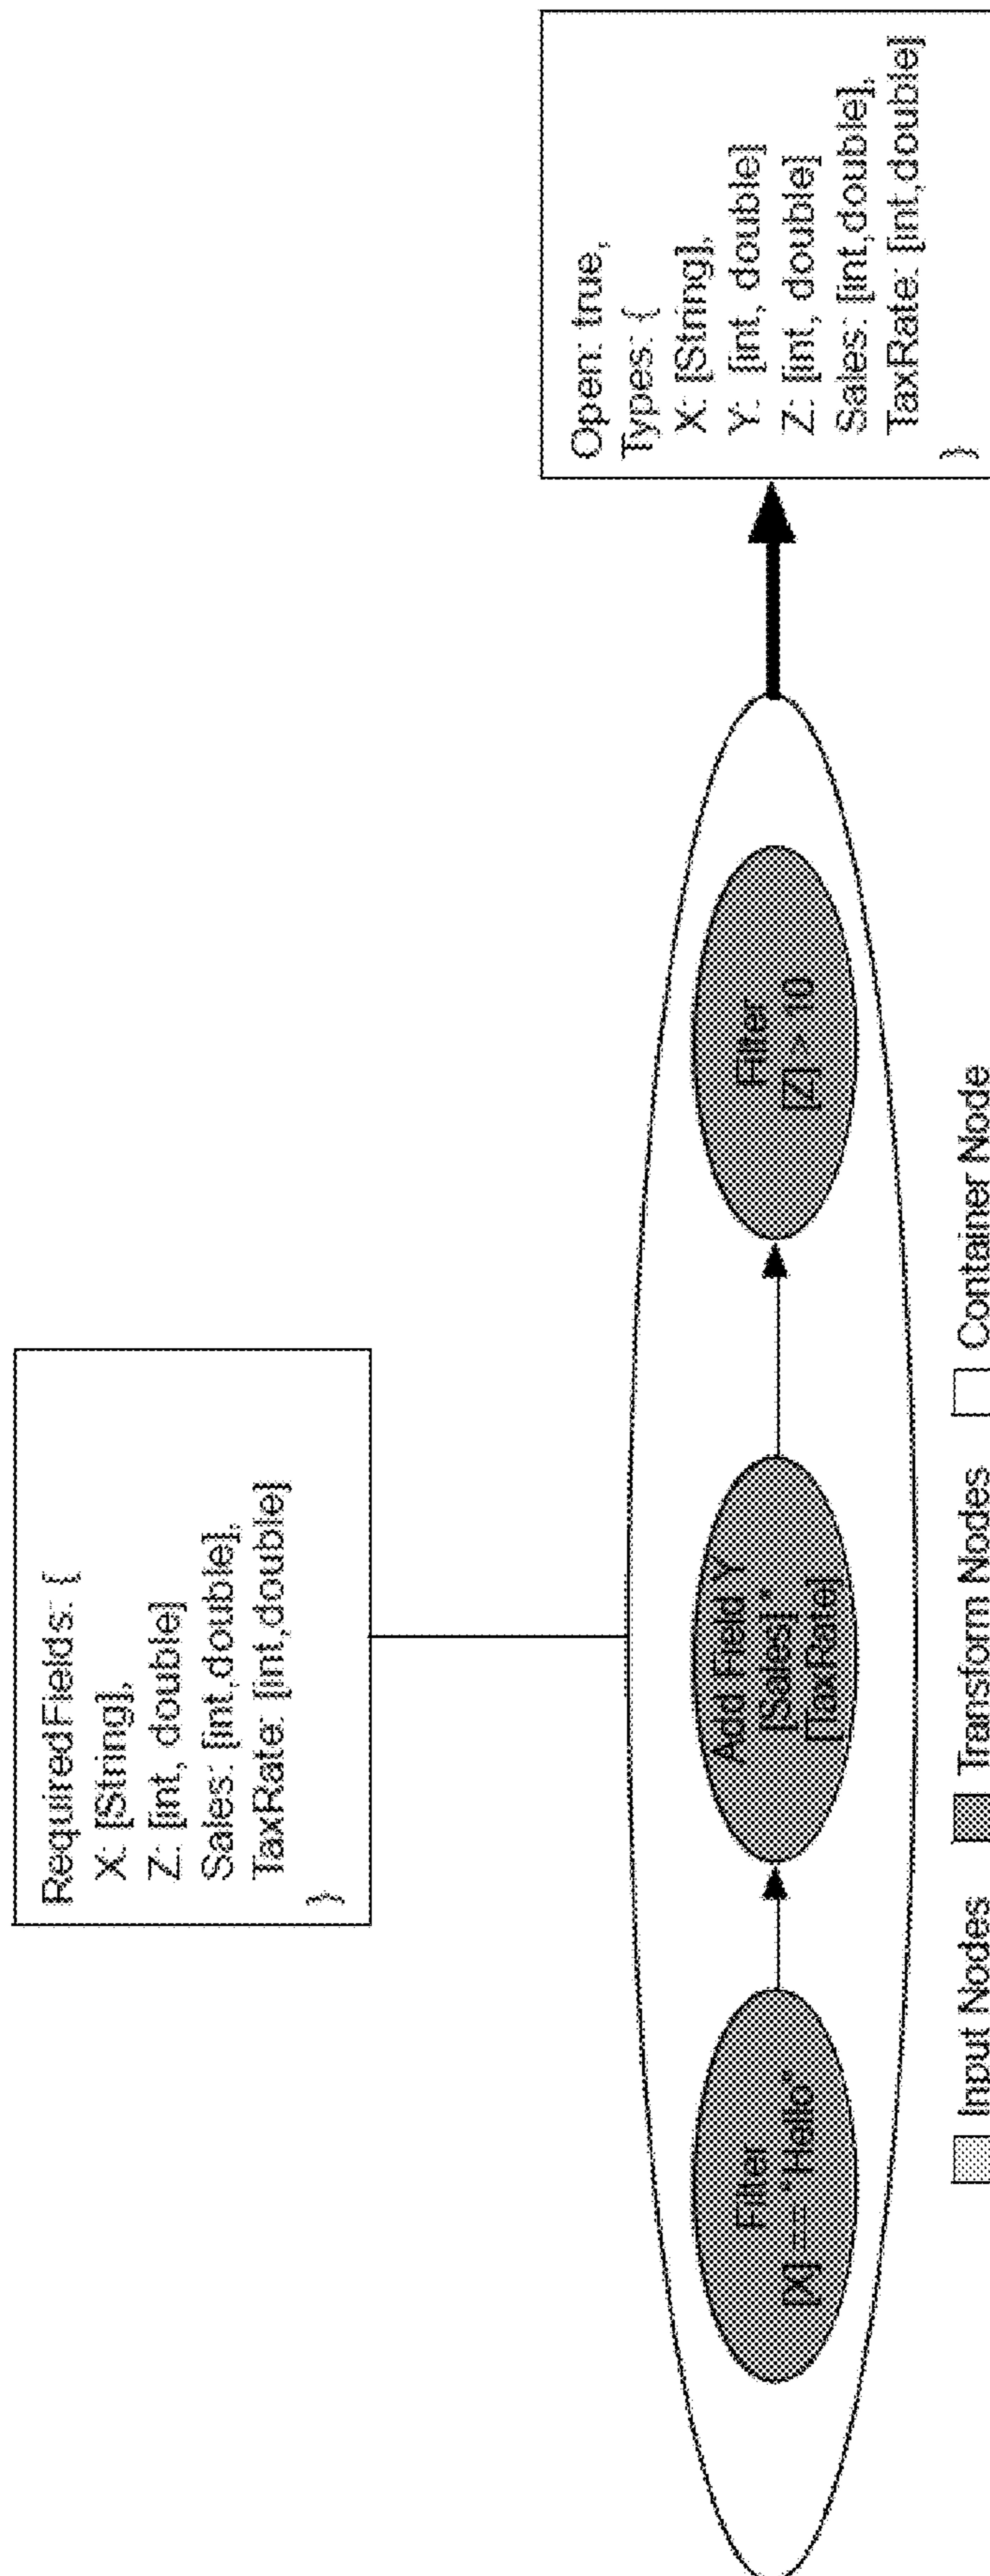 RequiredFields: {
X: [String],
Z: [int, double]
Sales: [int,double],
TaxRate: [int,double]
}
Filter
[X] == "Hello"
Add Field Y
[Sales] *
[TaxRate]
Filter
[Z] > 10
Open: true,
Types: {
X: [String],
Y: [int, double]
Z: [int, double]
Sales: [int,double],
TaxRate: [int,double]
}
Input Nodes
Transform Nodes
Container Node